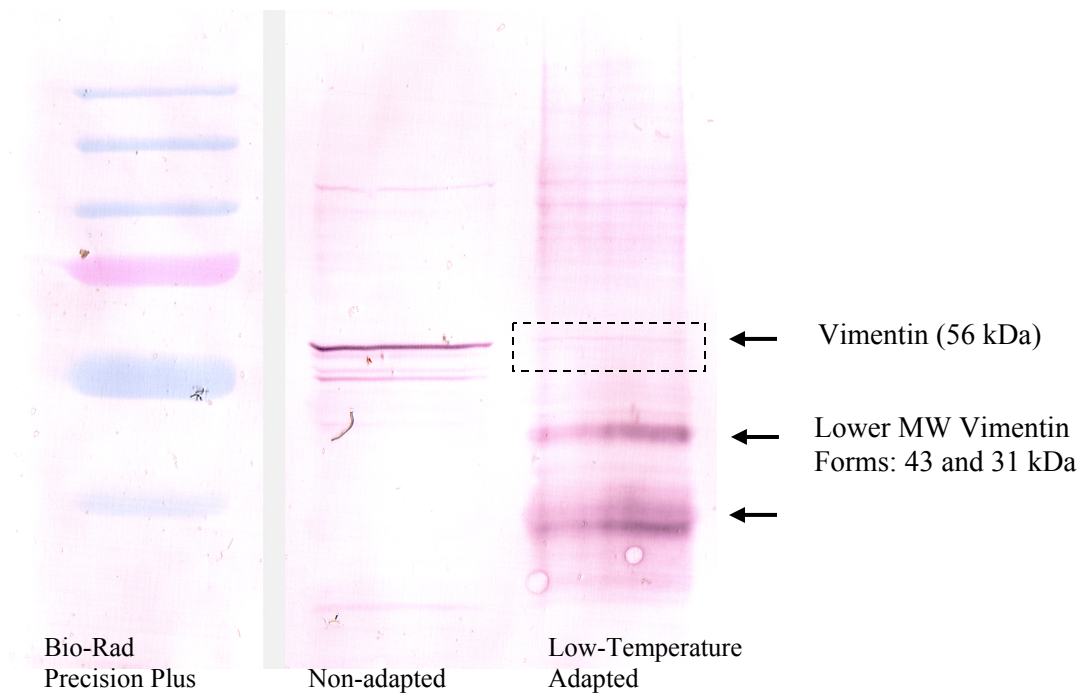 Vimentin (56 kDa)
Lower MW Vimentin
Forms: 43 and 31 kDa
Bio-Rad
Precision Plus
Non-adapted
Low-Temperature
Adapted